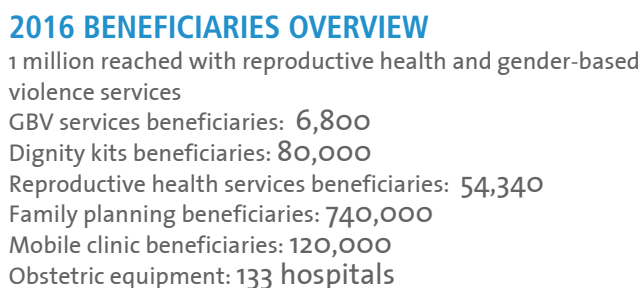 2016 BENEFICIARIES OVERVIEW
1 million reached with reproductive health and gender-based
violence services
GBV services beneficiaries: 6,800
Dignity kits beneficiaries: 80,000
Reproductive health services beneficiaries: 54,340
Family planning beneficiaries: 740,000
Mobile clinic beneficiaries: 120,000
Obstetric equipment: 133 hospitals